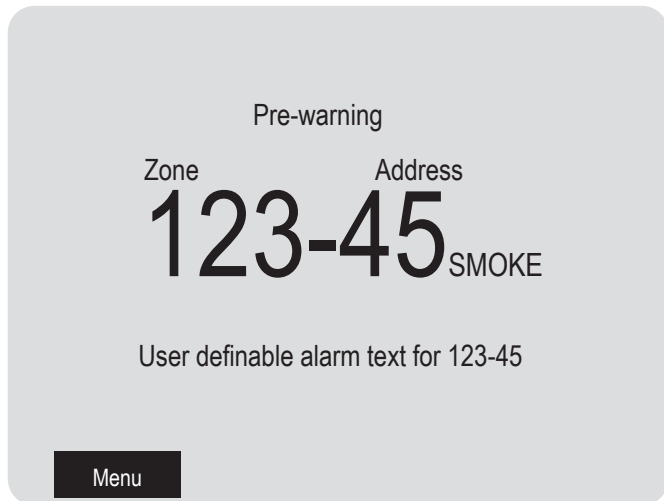 Pre-warning
Zone Address
123-45 SMOKE
User definable alarm text for 123-45
Menu